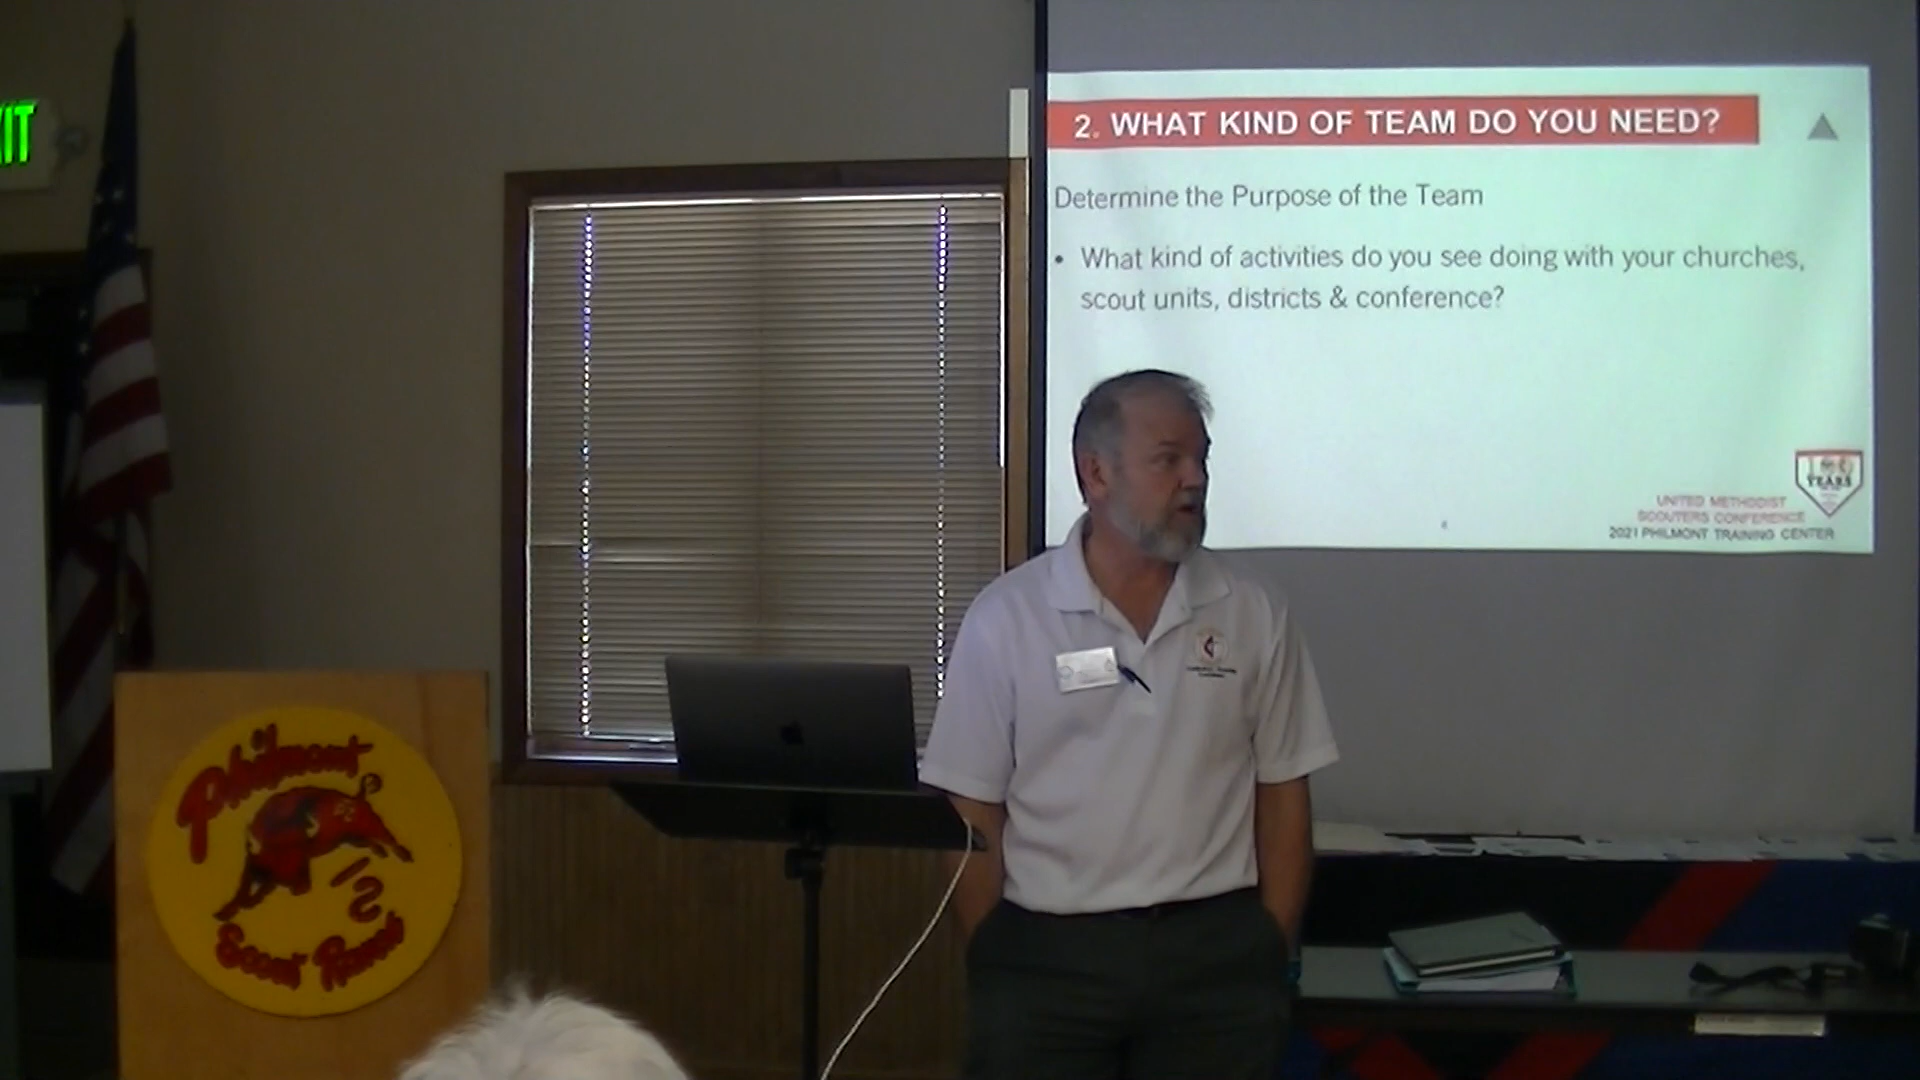 XIT
2. WHAT KIND OF TEAM DO YOU NEED?
Determine the Purpose of the Team
• What kind of activities do you see doing with your churches,
scout units, districts & conference?
YEARS
UNITED METHODIST
SCOUTERS CONFERENCE
2021 PHILMONT TRAINING CENTER
Philmont
Scout Ranch